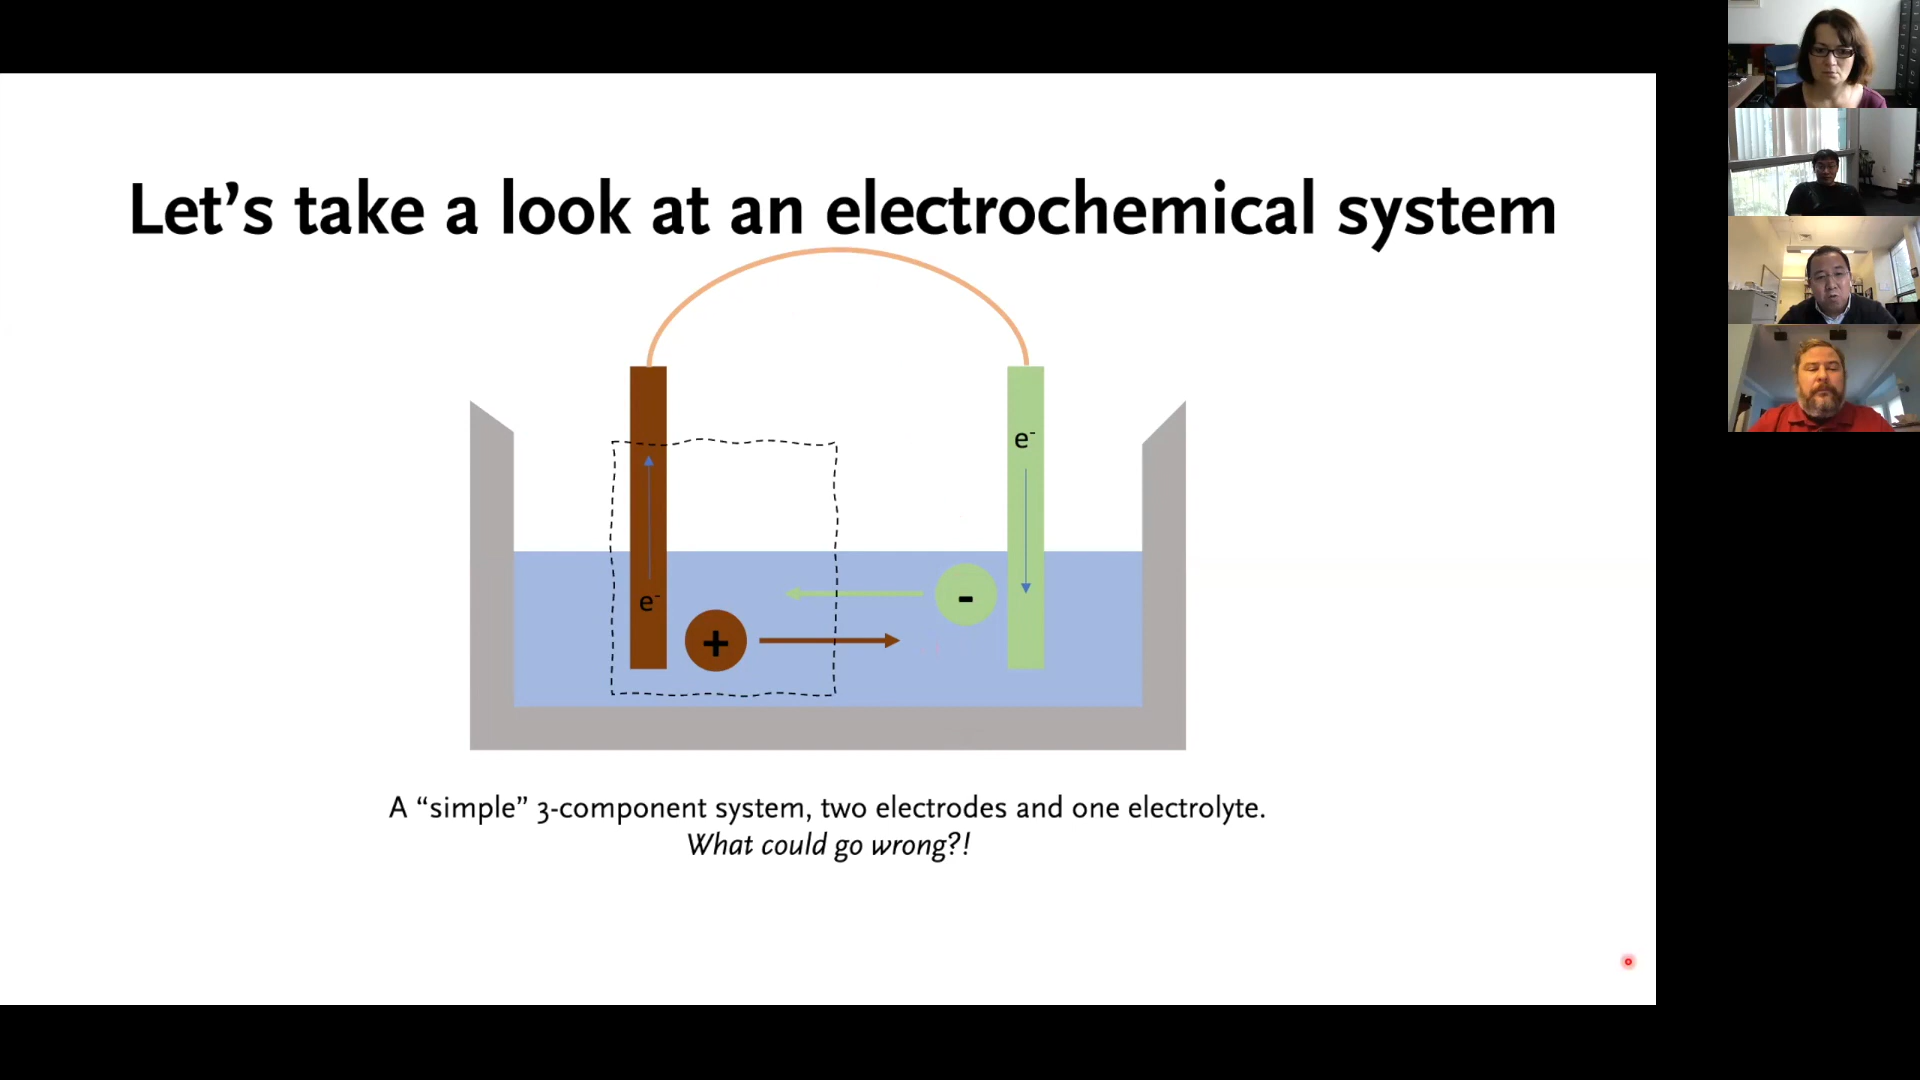 Let’s take a look at an electrochemical system
e-
e-
-
+
A “simple” 3-component system, two electrodes and one electrolyte.
What could go wrong?!